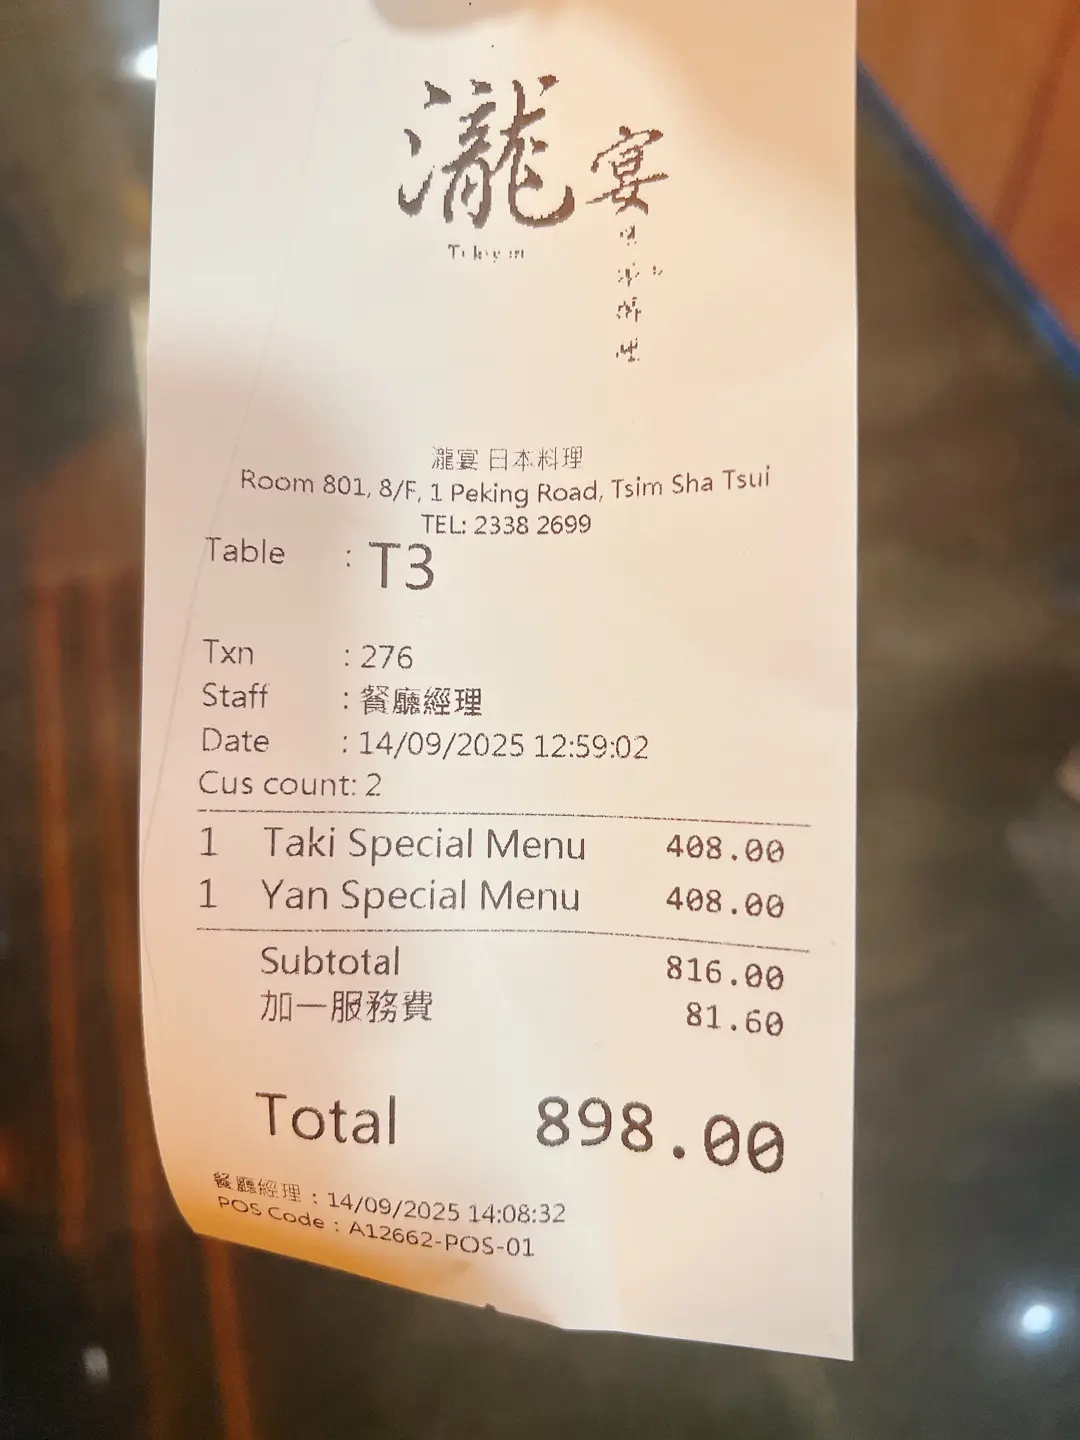 瀧宴
瀧宴 日本料理
Room 801, 8/F, 1 Peking Road, Tsim Sha Tsui
TEL: 2338 2699
Table : T3
Txn : 276
Staff : 餐廳經理
Date : 14/09/2025 12:59:02
Cus count: 2
1 Taki Special Menu 408.00
1 Yan Special Menu 408.00
Subtotal 816.00
加一服務費 81.60
Total 898.00
餐廳經理 : 14/09/2025 14:08:32
POS Code : A12662-POS-01